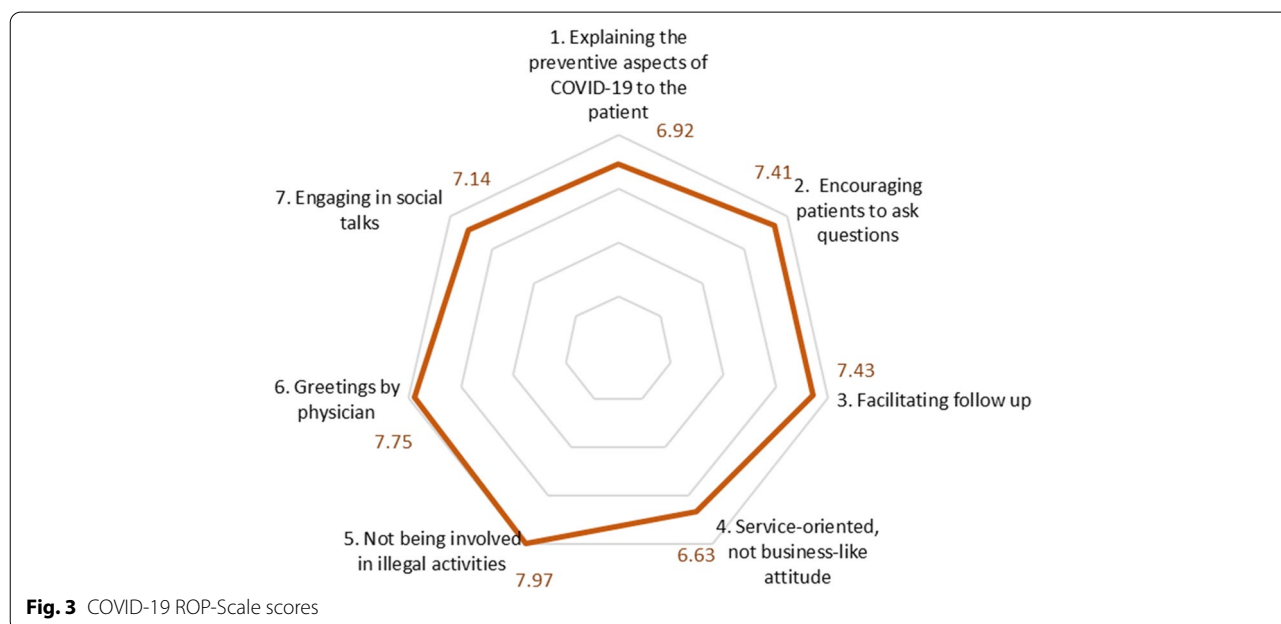 1. Explaining the
preventive aspects of
COVID-19 to the
patient
6.92
7.41
2. Encouraging
patients to ask
questions
7.43
3. Facilitating follow up
4. Service-oriented,
not business-like
attitude
6.63
5. Not being involved
in illegal activities
7.97
6. Greetings by
physician
7.75
7. Engaging in social
talks
7.14
Fig. 3 COVID-19 ROP-Scale scores